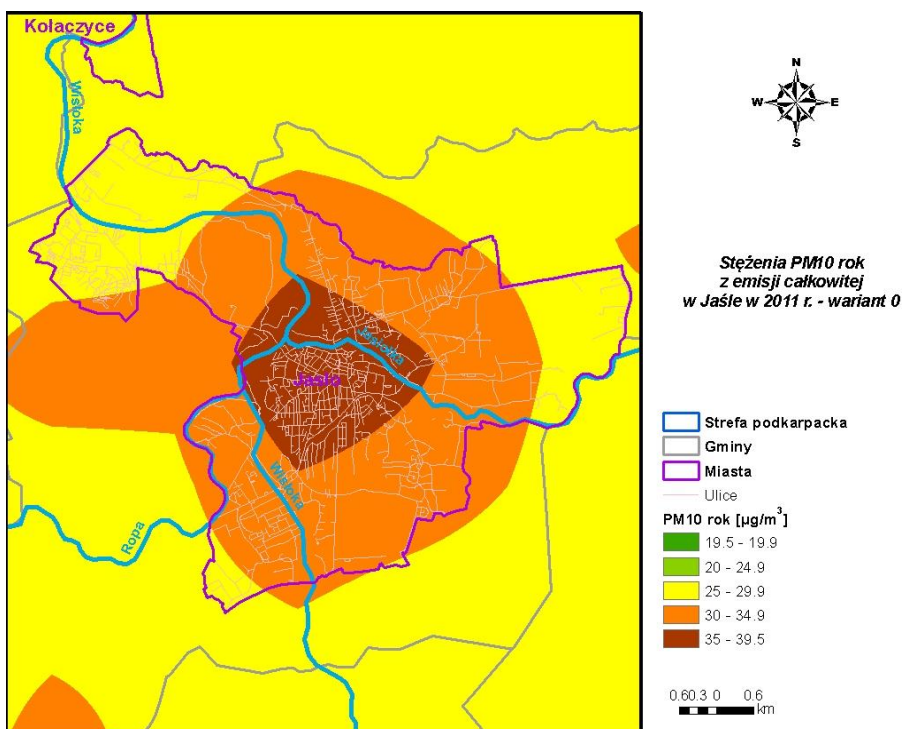 Kołaczyce
Wisłoka
Jasiołka
Jasło
Wisłoka
Ropa
N
W E
S
Stężenia PM10 rok
z emisji całkowitej
w Jaśle w 2011 r. - wariant 0
Strefa podkarpacka
Gminy
Miasta
Ulice
PM10 rok [µg/m³]
19.5 - 19.9
20 - 24.9
25 - 29.9
30 - 34.9
35 - 39.5
0.60.3 0 0.6
km